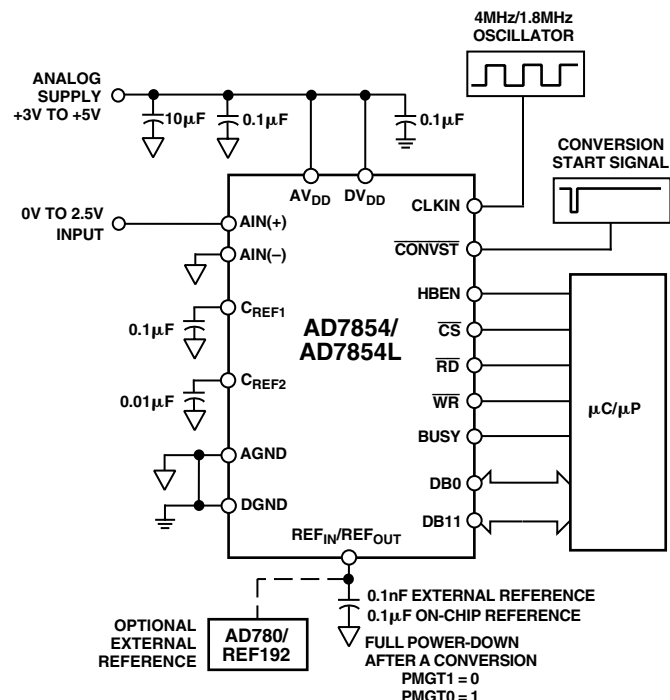 4MHz/1.8MHz
OSCILLATOR
ANALOG
SUPPLY
+3V TO +5V
10µF
0.1µF
0.1µF
CONVERSION
START SIGNAL
AVDD
DVDD
CLKIN
0V TO 2.5V
INPUT
AIN(+)
CONVST
AIN(–)
HBEN
CREF1
0.1µF
AD7854/
AD7854L
CS
RD
CREF2
0.01µF
WR
µC/µP
BUSY
AGND
DB0
DGND
DB11
REFIN/REFOUT
0.1nF EXTERNAL REFERENCE
0.1µF ON-CHIP REFERENCE
OPTIONAL
EXTERNAL
REFERENCE
AD780/
REF192
FULL POWER-DOWN
AFTER A CONVERSION
PMGT1 = 0
PMGT0 = 1